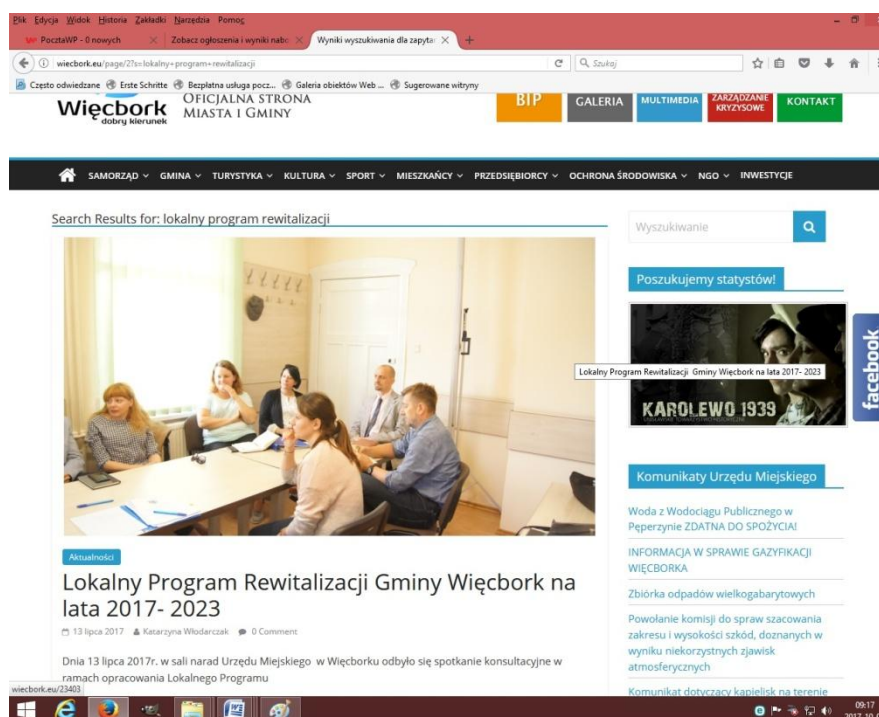 Plik Edycja Widok Historia Zakładki Narzędzia Pomoc
PocztaWP - 0 nowych
Zobacz ogłoszenia i wyniki nabo
Wyniki wyszukiwania dla zapytan
wiecbork.eu/page/2?s=lokalny+program+rewitalizacji
Szukaj
Często odwiedzane Erste Schritte Bezpłatna usługa pocz... Galeria obiektów Web ... Sugerowane witryny
Więcbork
dobry kierunek
OFICJALNA STRONA
MIASTA I GMINY
BIP
GALERIA
MULTIMEDIA
ZARZĄDZANIE
KRYZYSOWE
KONTAKT
SAMORZĄD GMINA TURYSTYKA KULTURA SPORT MIESZKAŃCY PRZEDSIĘBIORCY OCHRONA ŚRODOWISKA NGO INWESTYCJE
Search Results for: lokalny program rewitalizacji
Aktualności
Lokalny Program Rewitalizacji Gminy Więcbork na
lata 2017- 2023
13 lipca 2017 Katarzyna Włodarczak 0 Comment
Dnia 13 lipca 2017r. w sali narad Urzędu Miejskiego w Więcborku odbyło się spotkanie konsultacyjne w
ramach opracowania Lokalnego Programu
Wyszukiwanie
Poszukujemy statystów!
Lokalny Program Rewitalizacji Gminy Więcbork na lata 2017- 2023
KAROLEWO 1939
facebook
Komunikaty Urzędu Miejskiego
Woda z Wodociągu Publicznego w
Pęperzynie ZDATNA DO SPOŻYCIA!
INFORMACJA W SPRAWIE GAZYFIKACJI
WIĘCBORKA
Zbiórka odpadów wielkogabarytowych
Powołanie komisji do spraw szacowania
zakresu i wysokości szkód, doznanych w
wyniku niekorzystnych zjawisk
atmosferycznych
Komunikat dotyczący kąpielisk na terenie
wiecbork.eu/23403
09:17